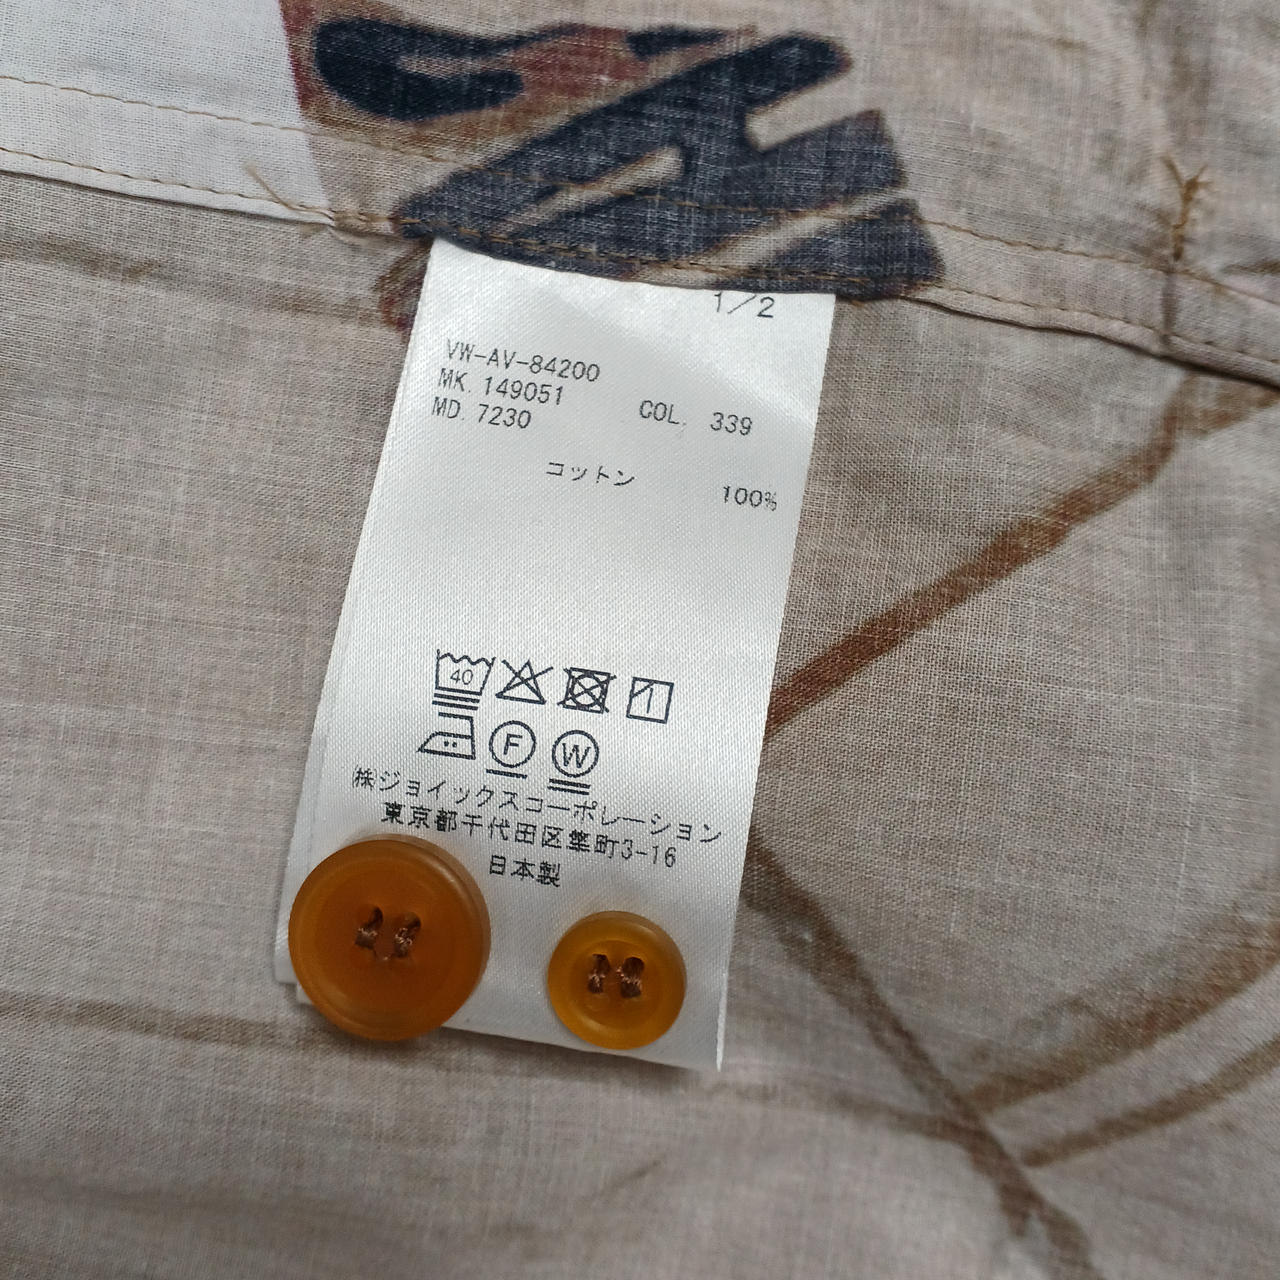 1/2
VW-AV-84200
MK. 149051 COL. 339
MD. 7230
コットン 100%
40
F W
(株)ジョイックスコーポレーション
東京都千代田区隼町3-16
日本製